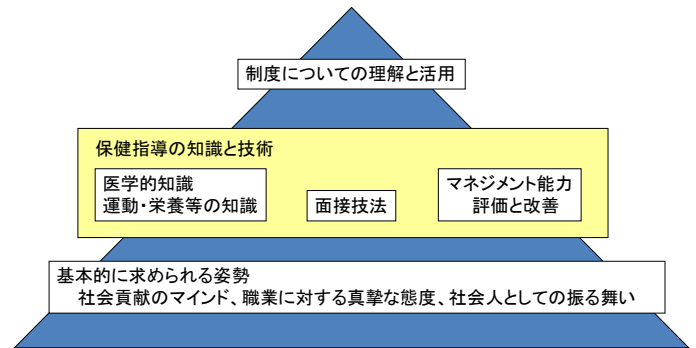 制度についての理解と活用
保健指導の知識と技術
医学的知識
運動・栄養等の知識
面接技法
マネジメント能力
評価と改善
基本的に求められる姿勢
社会貢献のマインド、職業に対する真摯な態度、社会人としての振る舞い